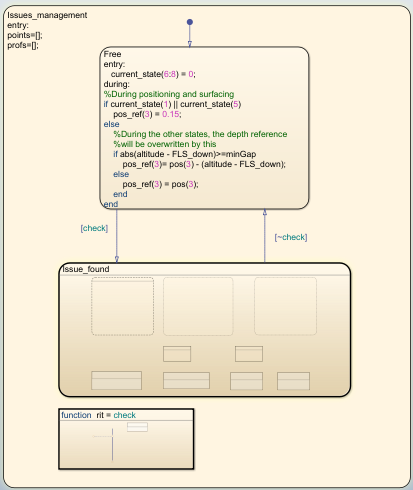 Issues_management
entry:
points=[];
profs=[];
Free
entry:
current_state(6:8) = 0;
during:
%During positioning and surfacing
if current_state(1) || current_state(5)
pos_ref(3) = 0.15;
else
%During the other states, the depth reference
%will be overwritten by this
if abs(altitude - FLS_down)>=minGap
pos_ref(3)= pos(3) - (altitude - FLS_down);
else
pos_ref(3) = pos(3);
end
end
[check]
[~check]
Issue_found
function rlt = check